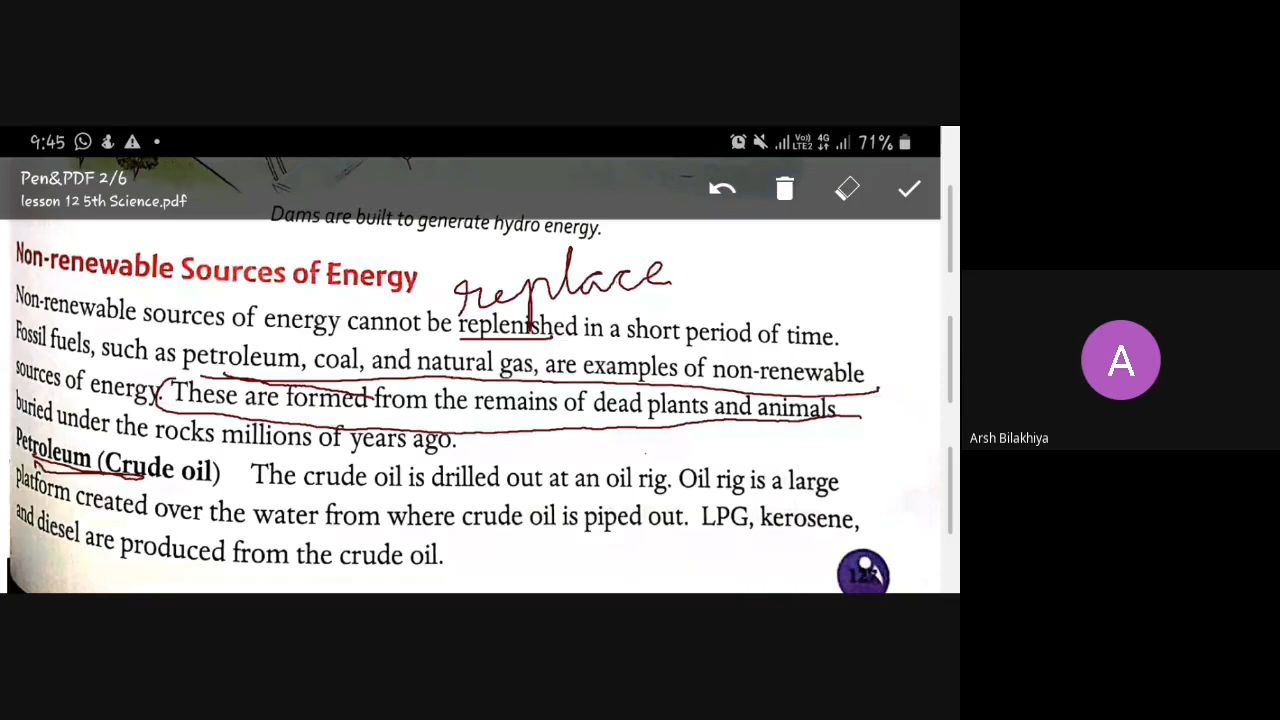 9:45
Vo)) LTE2 4G 71%
Pen&PDF 2/6
lesson 12 5th Science.pdf
Dams are built to generate hydro energy.
Non-renewable Sources of Energy
replace
Non-renewable sources of energy cannot be replenished in a short period of time.
Fossil fuels, such as petroleum, coal, and natural gas, are examples of non-renewable
sources of energy. These are formed from the remains of dead plants and animals
buried under the rocks millions of years ago.
Petroleum (Crude oil) The crude oil is drilled out at an oil rig. Oil rig is a large
platform created over the water from where crude oil is piped out. LPG, kerosene,
and diesel are produced from the crude oil.
A
Arsh Bilakhiya